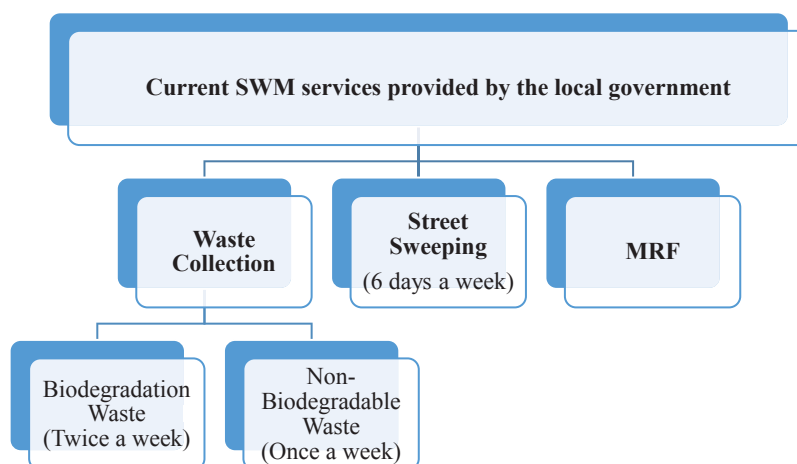 Current SWM services provided by the local government
Waste
Collection
Street
Sweeping
(6 days a week)
MRF
Biodegradation
Waste
(Twice a week)
Non-
Biodegradable
Waste
(Once a week)